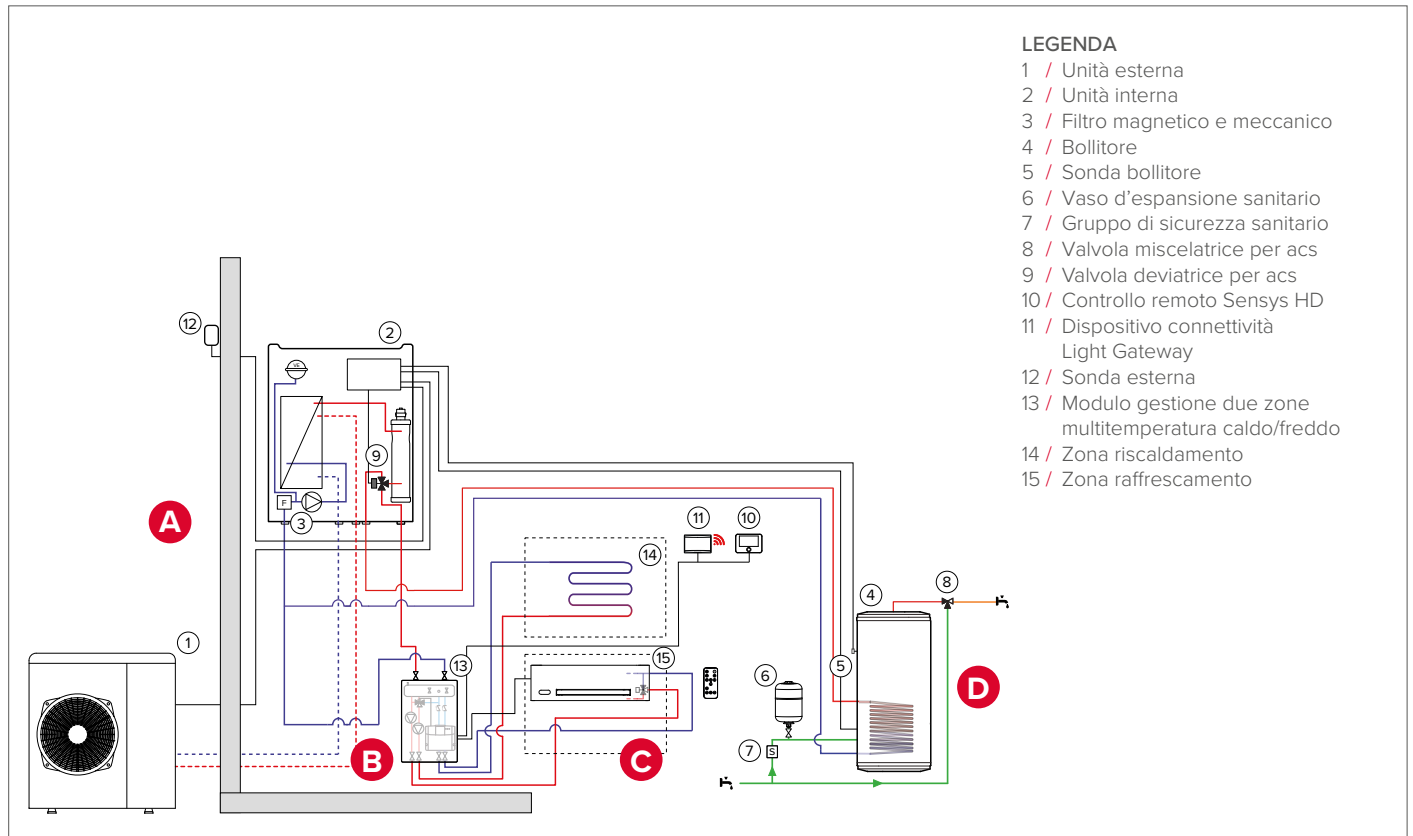 LEGENDA
1 / Unità esterna
2 / Unità interna
3 / Filtro magnetico e meccanico
4 / Bollitore
5 / Sonda bollitore
6 / Vaso d'espansione sanitario
7 / Gruppo di sicurezza sanitario
8 / Valvola miscelatrice per acs
9 / Valvola deviatrice per acs
10 / Controllo remoto Sensys HD
11 / Dispositivo connettività
Light Gateway
12 / Sonda esterna
13 / Modulo gestione due zone
multitemperatura caldo/freddo
14 / Zona riscaldamento
15 / Zona raffrescamento
12
2
VE
9
A
F
3
11
10
14
4
8
1
13
15
5
6
D
B
C
7
S